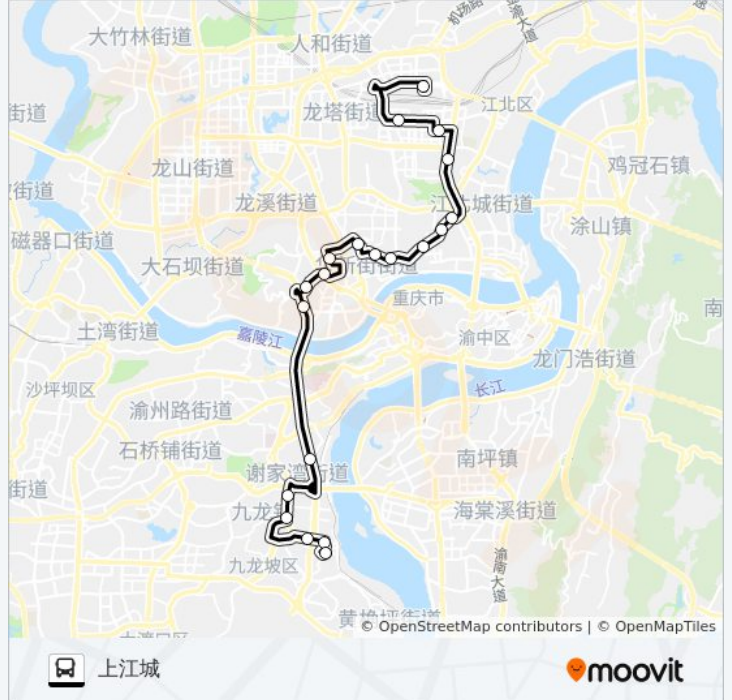 机场路
渝大道
大竹林街道
人和街道
街道
龙塔街道
江北区
龙山街道
鸡冠石镇
街道
龙溪街道
城街道
涂山镇
磁器口街道
大石坝街道
街街道
重庆市
南
土湾街道
嘉陵江
渝中区
龙门浩街道
长江
沙坪坝区
渝州路街道
石桥铺街道
谢家湾街道
南坪镇
街道
九龙
海棠溪街道
渝南大道
九龙坡区
© OpenStreetMap contributors | © OpenMapTiles
上江城
moovit